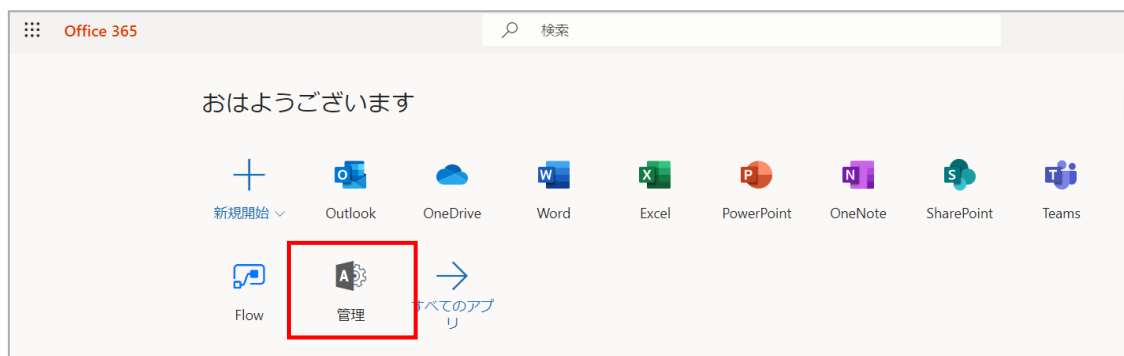 Office 365
検索
おはようございます
新規開始
Outlook
OneDrive
Word
Excel
PowerPoint
OneNote
SharePoint
Teams
Flow
管理
すべてのアプ
リ